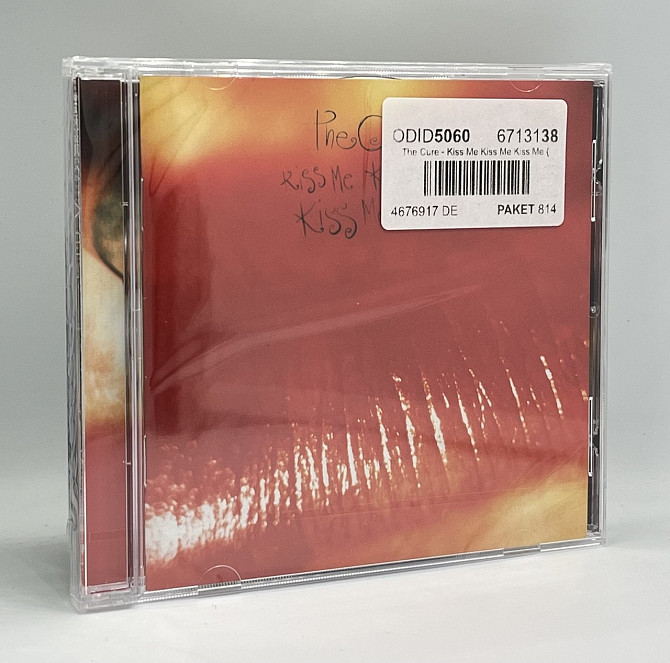 The C
Kiss Me K
Kiss M
ODID5060 6713138
The Cure - Kiss Me Kiss Me Kiss Me (
4676917 DE PAKET 814